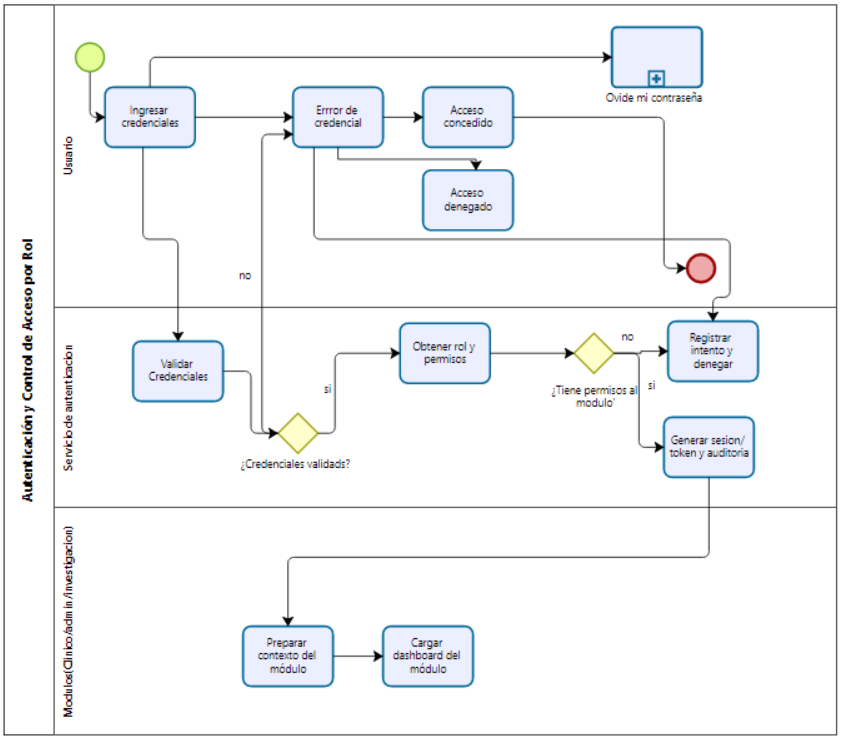 Autenticación y Control de Acceso por Rol
Usuario
Ingresar
credenciales
Errror de
credencial
Acceso
concedido
Ovide mi contraseña
Acceso
denegado
no
Servicio de autenticacion
Validar
Credenciales
¿Credenciales validads?
si
Obtener rol y
permisos
¿Tiene permisos al
modulo'
no
si
Registrar
intento y
denegar
Generar sesion/
token y auditoria
Modulos(Clinico/admin/investigacion)
Preparar
contexto del
módulo
Cargar
dashboard del
módulo